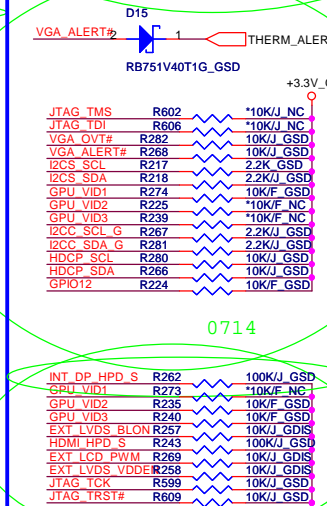 D15
VGA_ALERT# 2 1 THERM_ALER
RB751V40T1G_GSD
+3.3V_
JTAG_TMS R602 *10K/J_NC
JTAG_TDI R606 *10K/J_NC
VGA_OVT# R282 10K/J_GSD
VGA_ALERT# R268 10K/J_GSD
I2CS_SCL R217 2.2K_GSD
I2CS_SDA R218 2.2K/J_GSD
GPU_VID1 R274 10K/F_GSD
GPU_VID2 R225 *10K/F_NC
GPU_VID3 R239 *10K/F_NC
I2CC_SCL_G R267 2.2K/J_GSD
I2CC_SDA_G R281 2.2K/J_GSD
HDCP_SCL R280 10K/J_GSD
HDCP_SDA R266 10K/J_GSD
GPIO12 R224 10K/F_GSD
0714
INT_DP_HPD_S R262 100K/J_GSD
GPU_VID1 R273 *10K/F_NC
GPU_VID2 R235 10K/F_GSD
GPU_VID3 R240 10K/F_GSD
EXT_LVDS_BLON R257 10K/J_GDIS
HDMI_HPD_S R243 100K/J_GSD
EXT_LCD_PWM R269 10K/J_GDIS
EXT_LVDS_VDDEN R258 10K/J_GDIS
JTAG_TCK R599 10K/J_GSD
JTAG_TRST# R609 10K/J_GSD